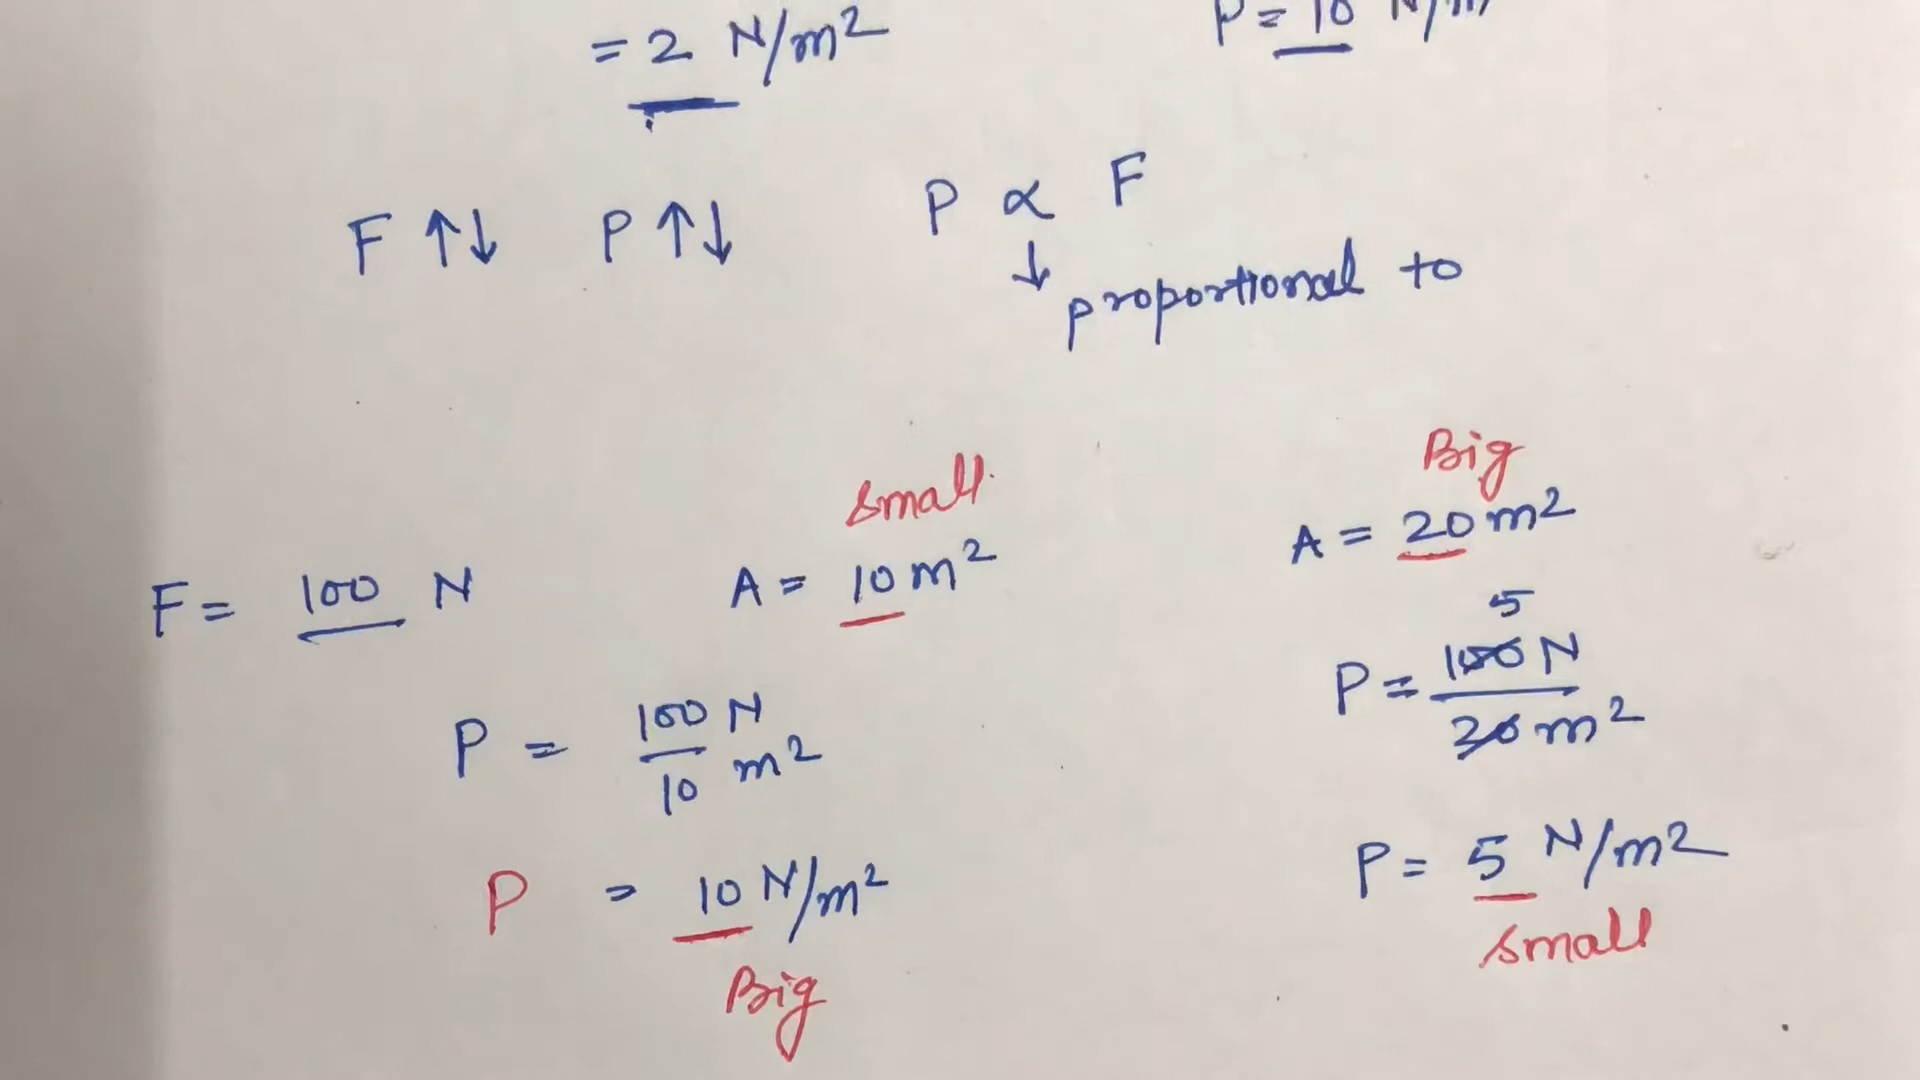 = 2 N/m²
P = 10 N/m
F ↑↓ P ↑↓ P ∝ F
↓
proportional to
Small
Big
F = 100 N A = 10 m² A = 20 m²
P = 100 N / 10 m²
5
P = 100 N / 20 m²
P = 10 N/m² P = 5 N/m²
Big
Small